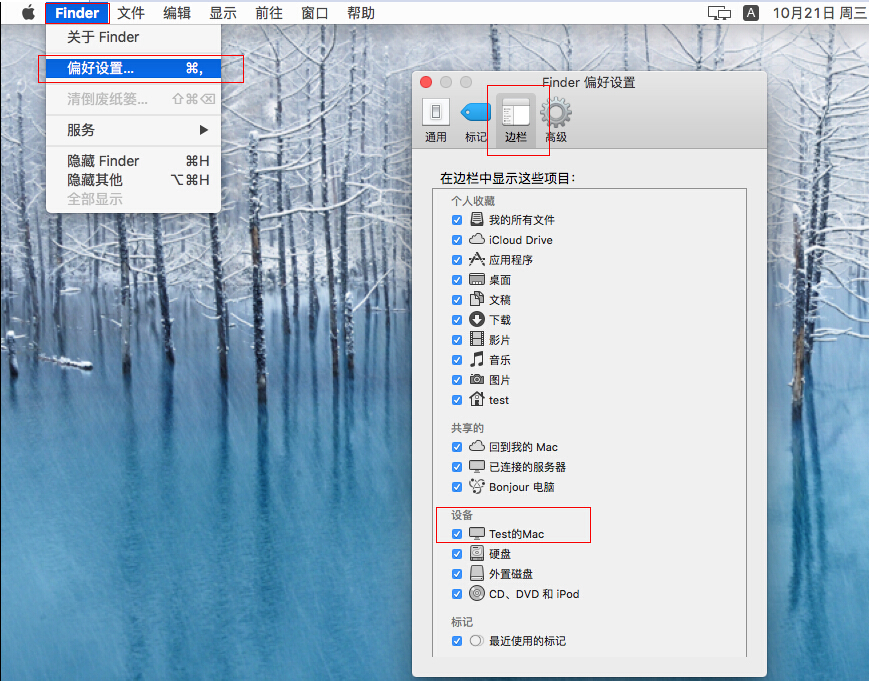 Finder 文件 编辑 显示 前往 窗口 帮助 A 10月21日 周三
关于 Finder
偏好设置... ⌘,
清倒废纸篓... ⇧⌘⌫
服务 ▶
隐藏 Finder ⌘H
隐藏其他 ⌥⌘H
全部显示
Finder 偏好设置
通用 标记 边栏 高级
在边栏中显示这些项目：
个人收藏
我的所有文件
iCloud Drive
应用程序
桌面
文稿
下载
影片
音乐
图片
test
共享的
回到我的 Mac
已连接的服务器
Bonjour 电脑
设备
Test的Mac
硬盘
外置磁盘
CD、DVD 和 iPod
标记
最近使用的标记